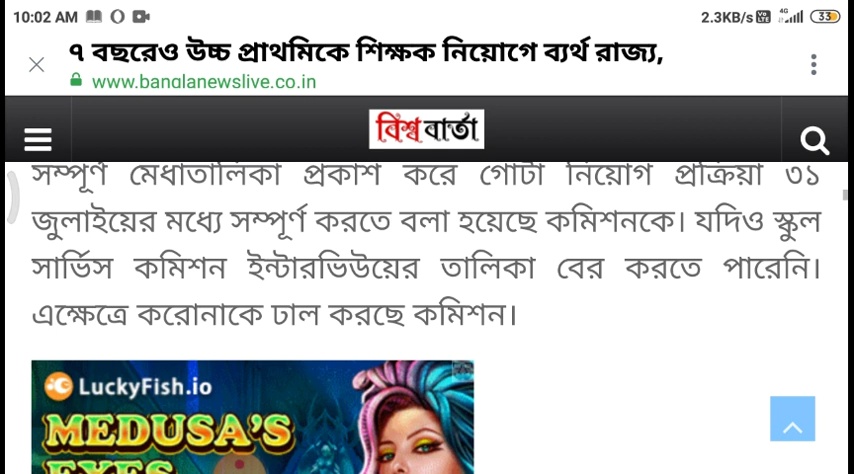 10:02 AM
2.3KB/s 4G 33
৭ বছরেও উচ্চ প্রাথমিকে শিক্ষক নিয়োগে ব্যর্থ রাজ্য,
www.banglanewslive.co.in
বিশ্ব বার্তা
সম্পূর্ণ মেধাতালিকা প্রকাশ করে গোটা নিয়োগ প্রক্রিয়া ৩১
জুলাইয়ের মধ্যে সম্পূর্ণ করতে বলা হয়েছে কমিশনকে। যদিও স্কুল
সার্ভিস কমিশন ইন্টারভিউয়ের তালিকা বের করতে পারেনি।
এক্ষেত্রে করোনাকে ঢাল করছে কমিশন।
LuckyFish.io
MEDUSA'S
EYES